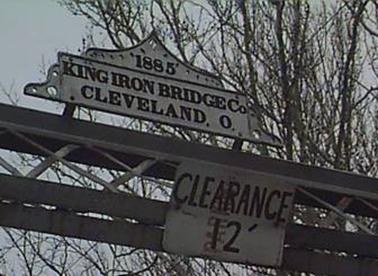 1885
KING IRON BRIDGE Co
CLEVELAND, O.
CLEARANCE
12'